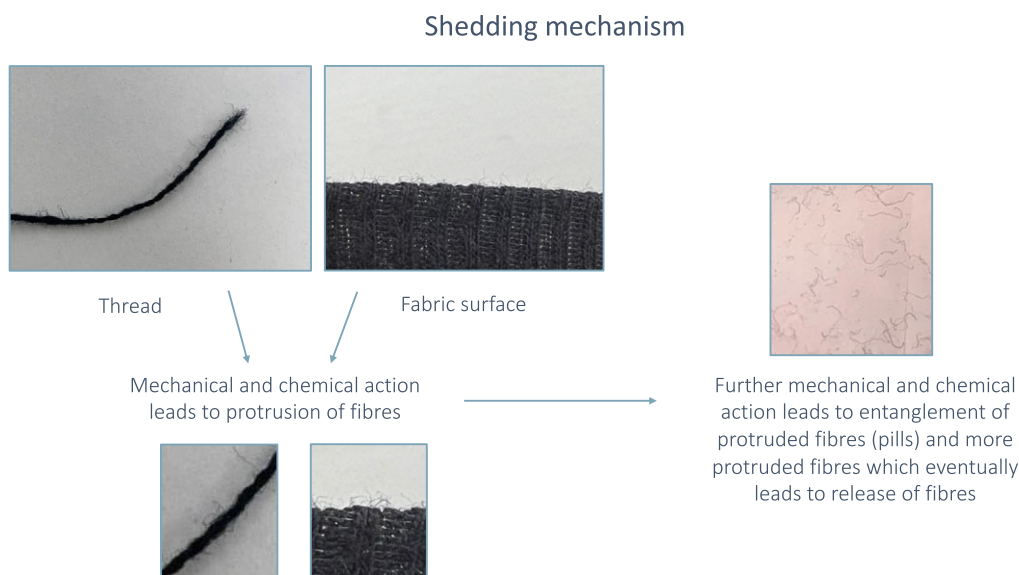 Shedding mechanism
Thread
Fabric surface
Mechanical and chemical action
leads to protrusion of fibres
Further mechanical and chemical
action leads to entanglement of
protruded fibres (pills) and more
protruded fibres which eventually
leads to release of fibres